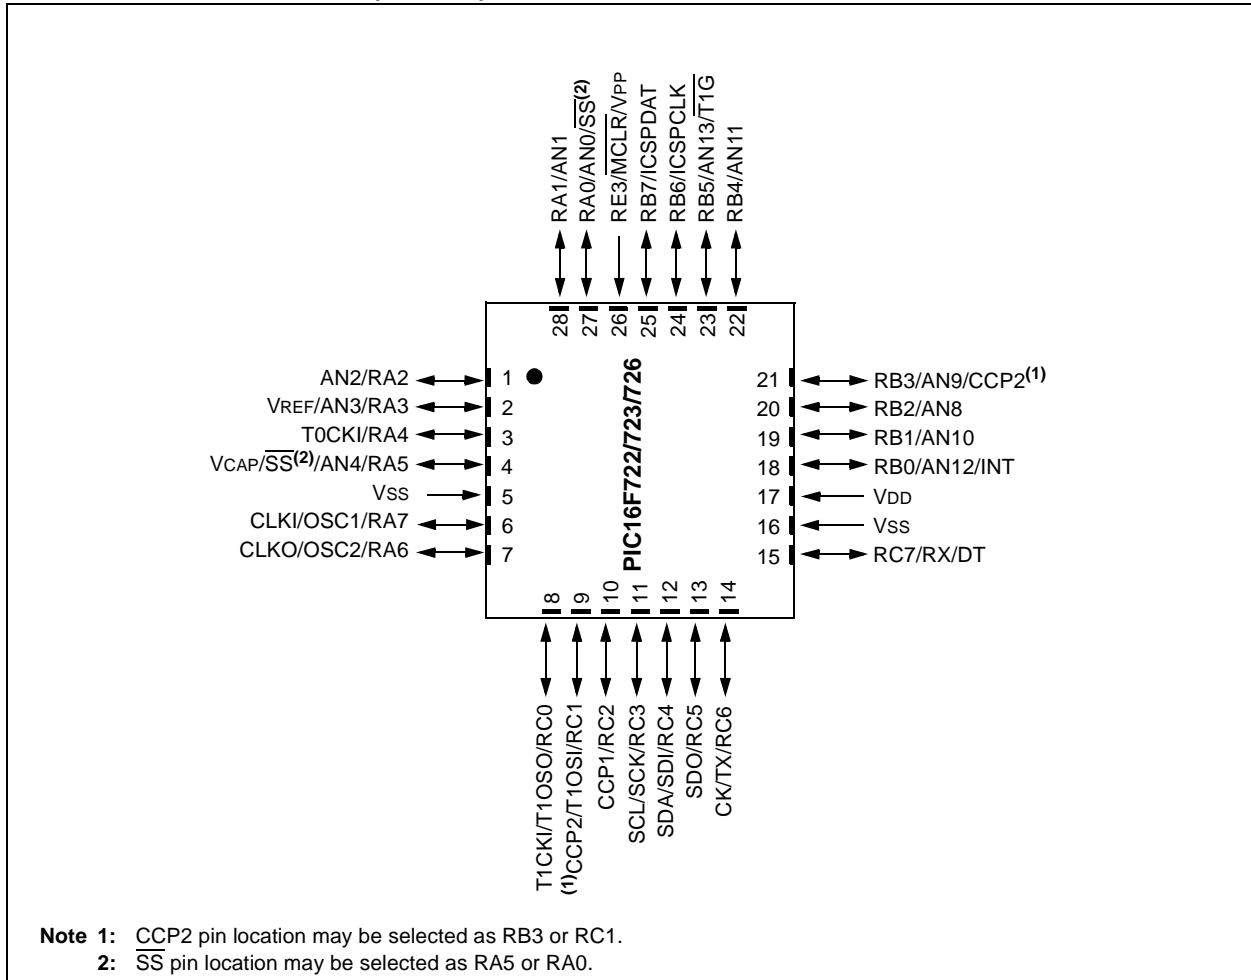 RA1/AN1
RA0/AN0/SS(2)
RE3/MCLR/VPP
RB7/ICSPDAT
RB6/ICSPCLK
RB5/AN13/T1G
RB4/AN11
28
27
26
25
24
23
22
AN2/RA2
1
VREF/AN3/RA3
2
T0CKI/RA4
3
VCAP/SS(2)/AN4/RA5
4
VSS
5
CLKI/OSC1/RA7
6
CLKO/OSC2/RA6
7
PIC16F722/723/726
21
RB3/AN9/CCP2(1)
20
RB2/AN8
19
RB1/AN10
18
RB0/AN12/INT
17
VDD
16
VSS
15
RC7/RX/DT
8
9
10
11
12
13
14
T1CKI/T1OSO/RC0
(1)CCP2/T1OSI/RC1
CCP1/RC2
SCL/SCK/RC3
SDA/SDI/RC4
SDO/RC5
CK/TX/RC6
Note 1: CCP2 pin location may be selected as RB3 or RC1.
2: SS pin location may be selected as RA5 or RA0.